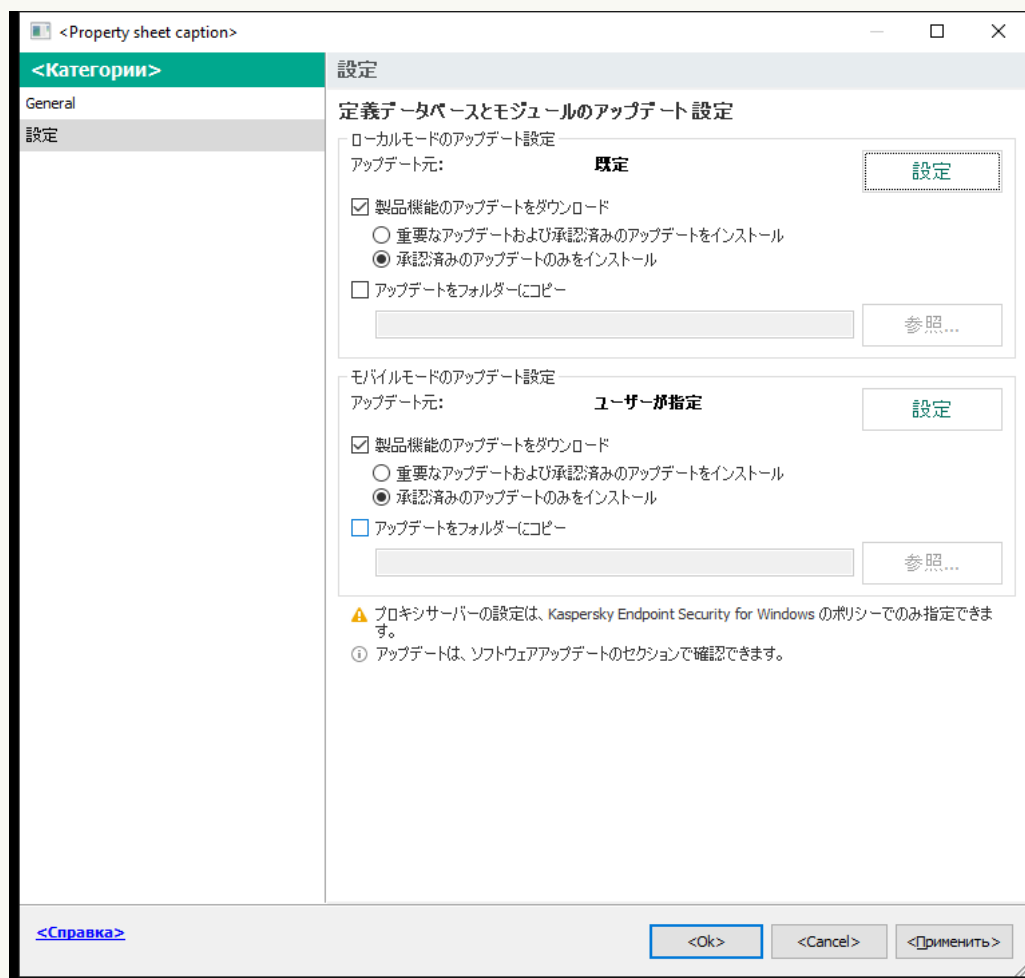 <Property sheet caption>
<Категории>
General
設定
設定
定義データベースとモジュールのアップデート設定
ローカルモードのアップデート設定
アップデート元: 既定
設定
製品機能のアップデートをダウンロード
重要なアップデートおよび承認済みのアップデートをインストール
承認済みのアップデートのみをインストール
アップデートをフォルダーにコピー
参照...
モバイルモードのアップデート設定
アップデート元: ユーザーが指定
設定
製品機能のアップデートをダウンロード
重要なアップデートおよび承認済みのアップデートをインストール
承認済みのアップデートのみをインストール
アップデートをフォルダーにコピー
参照...
プロキシサーバーの設定は、Kaspersky Endpoint Security for Windows のポリシーでのみ指定できま
す。
アップデートは、ソフトウェアアップデートのセクションで確認できます。
<Справка>
<Ok> <Cancel> <Применить>